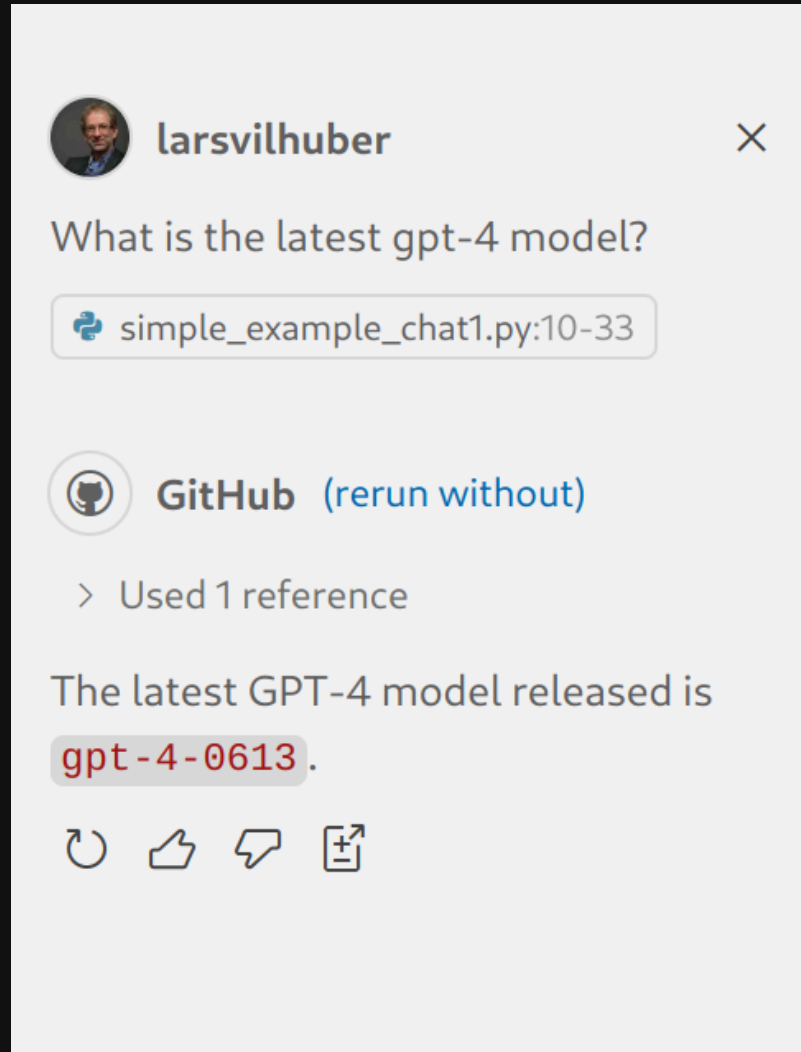 larsvilhuber
What is the latest gpt-4 model?
simple_example_chat1.py:10-33
GitHub (rerun without)
Used 1 reference
The latest GPT-4 model released is
gpt-4-0613.